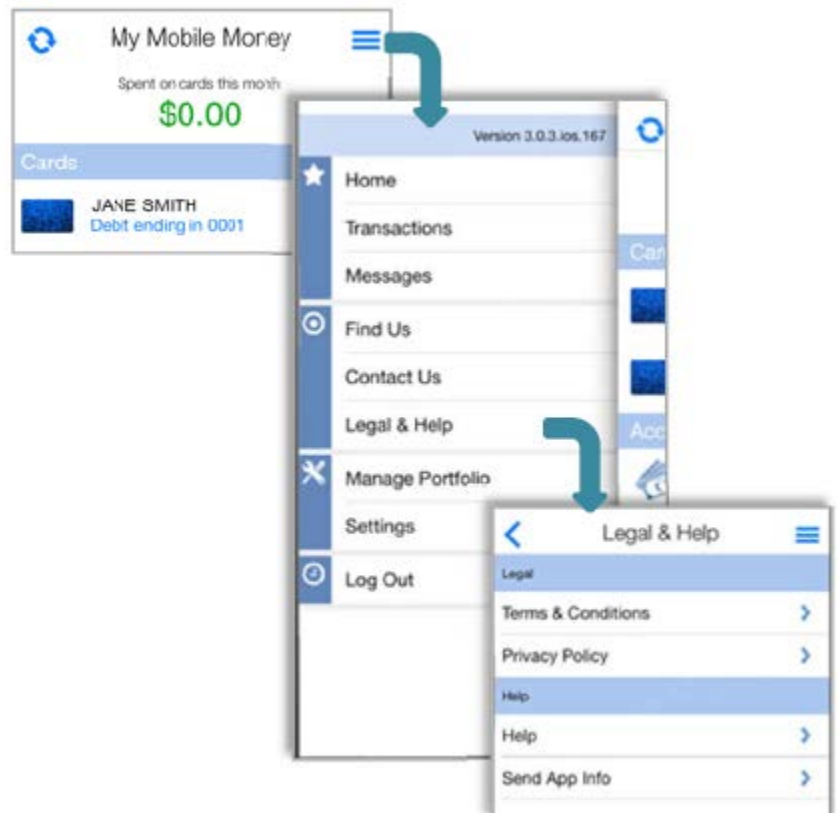 My Mobile Money
Spent on cards this month
$0.00
Cards
JANE SMITH
Debit ending in 0001
Version 3.0.3.ios.167
Home
Transactions
Messages
Find Us
Contact Us
Legal & Help
Manage Portfolio
Settings
Log Out
Car
Acc
Legal & Help
Legal
Terms & Conditions
Privacy Policy
Help
Help
Send App Info